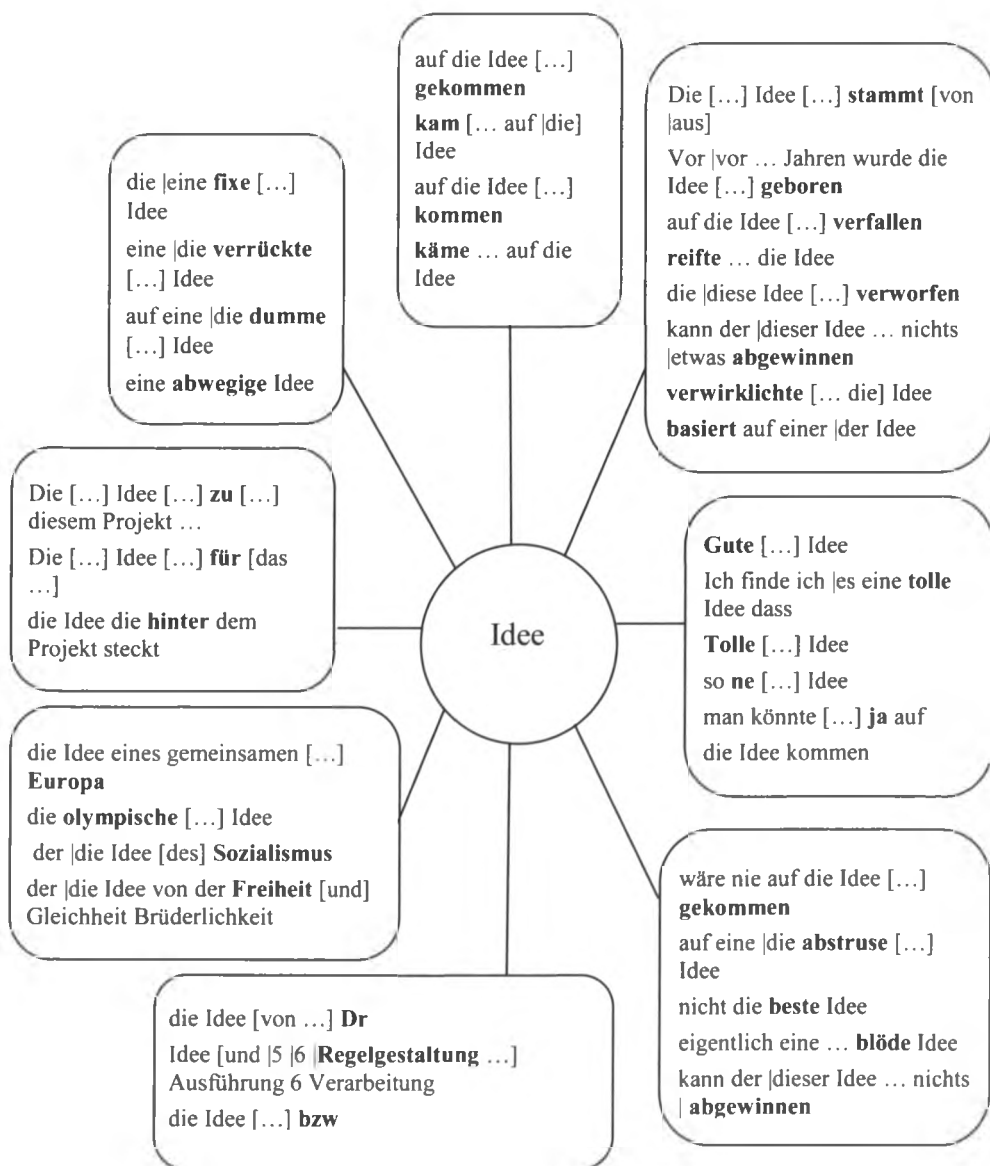 auf die Idee […]
gekommen
kam [… auf |die]
Idee
auf die Idee […]
kommen
käme … auf die
Idee
Die […] Idee […] stammt [von
|aus]
Vor |vor … Jahren wurde die
Idee […] geboren
auf die Idee […] verfallen
reifte … die Idee
die |diese Idee […] verworfen
kann der |dieser Idee … nichts
|etwas abgewinnen
verwirklichte [… die] Idee
basiert auf einer |der Idee
die |eine fixe […]
Idee
eine |die verrückte
[…] Idee
auf eine |die dumme
[…] Idee
eine abwegige Idee
Die […] Idee […] zu […]
diesem Projekt …
Die […] Idee […] für [das
…]
die Idee die hinter dem
Projekt steckt
Idee
Gute […] Idee
Ich finde ich |es eine tolle
Idee dass
Tolle […] Idee
so ne […] Idee
man könnte […] ja auf
die Idee kommen
die Idee eines gemeinsamen […]
Europa
die olympische […] Idee
der |die Idee [des] Sozialismus
der |die Idee von der Freiheit [und]
Gleichheit Brüderlichkeit
wäre nie auf die Idee […]
gekommen
auf eine |die abstruse […]
Idee
nicht die beste Idee
eigentlich eine … blöde Idee
kann der |dieser Idee … nichts
| abgewinnen
die Idee [von …] Dr
Idee [und |5 |6 |Regelgestaltung …]
Ausführung 6 Verarbeitung
die Idee […] bzw